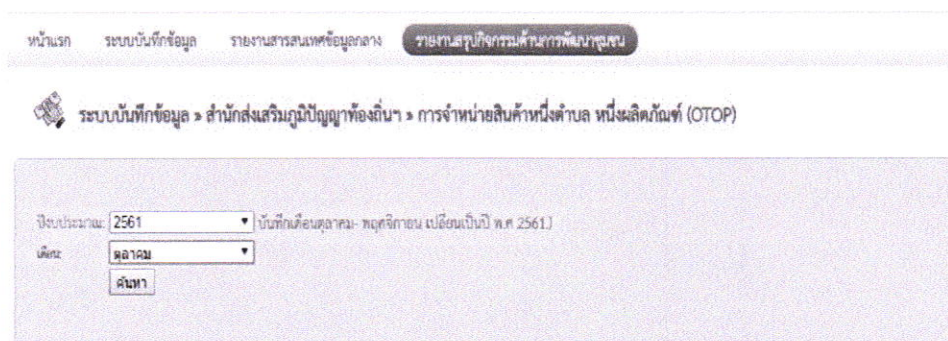 หน้าแรก ระบบบันทึกข้อมูล รายงานสารสนเทศข้อมูลกลาง รายงานสรุปกิจกรรมด้านการพัฒนาชุมชน
ระบบบันทึกข้อมูล » สำนักส่งเสริมภูมิปัญญาท้องถิ่นฯ » การจำหน่ายสินค้าหนึ่งตำบล หนึ่งผลิตภัณฑ์ (OTOP)
ปีงบประมาณ: 2561 บันทึกเดือนตุลาคม- พฤศจิกายน เปลี่ยนเป็นปี พ.ศ 2561]
เดือน: ตุลาคม
ค้นหา